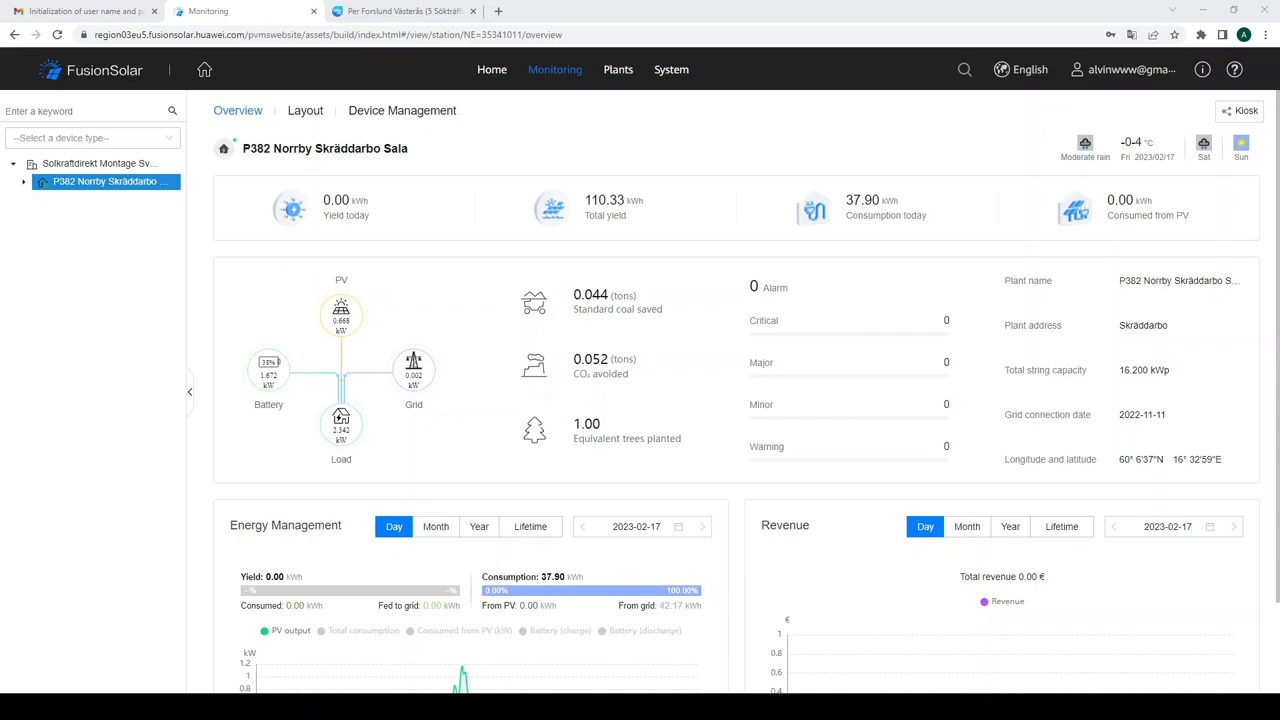 Initialization of user name and p
Monitoring
Per Forslund Västerås (5 Sökträff
region03eu5.fusionsolar.huawei.com/pvmswebsite/assets/build/index.html#/view/station/NE=35341011/overview
A
FusionSolar
Home
Monitoring
Plants
System
English
alvinwww@gma...
Enter a keyword
--Select a device type--
Solkraftdirekt Montage Sv...
P382 Norrby Skräddarbo ...
Overview
Layout
Device Management
Kiosk
P382 Norrby Skräddarbo Sala
Moderate rain
-0-4 °C
Fri 2023/02/17
Sat
Sun
0.00 kWh
Yield today
110.33 kWh
Total yield
37.90 kWh
Consumption today
0.00 kWh
Consumed from PV
PV
0.668
kW
38%
1.672
kW
Battery
0.002
kW
Grid
2.342
kW
Load
0.044 (tons)
Standard coal saved
0.052 (tons)
CO₂ avoided
1.00
Equivalent trees planted
0 Alarm
Critical 0
Major 0
Minor 0
Warning 0
Plant name P382 Norrby Skräddarbo S...
Plant address Skräddarbo
Total string capacity 16.200 kWp
Grid connection date 2022-11-11
Longitude and latitude 60° 6'37"N 16° 32'59"E
Energy Management
Day
Month
Year
Lifetime
2023-02-17
Yield: 0.00 kWh
--% --%
Consumed: 0.00 kWh Fed to grid: 0.00 kWh
Consumption: 37.90 kWh
0.00% 100.00%
From PV: 0.00 kWh From grid: 42.17 kWh
PV output Total consumption Consumed from PV (kW) Battery (charge) Battery (discharge)
kW
1.2
1
0.8
Revenue
Day
Month
Year
Lifetime
2023-02-17
Total revenue 0.00 €
Revenue
€
1
0.8
0.6
0.4